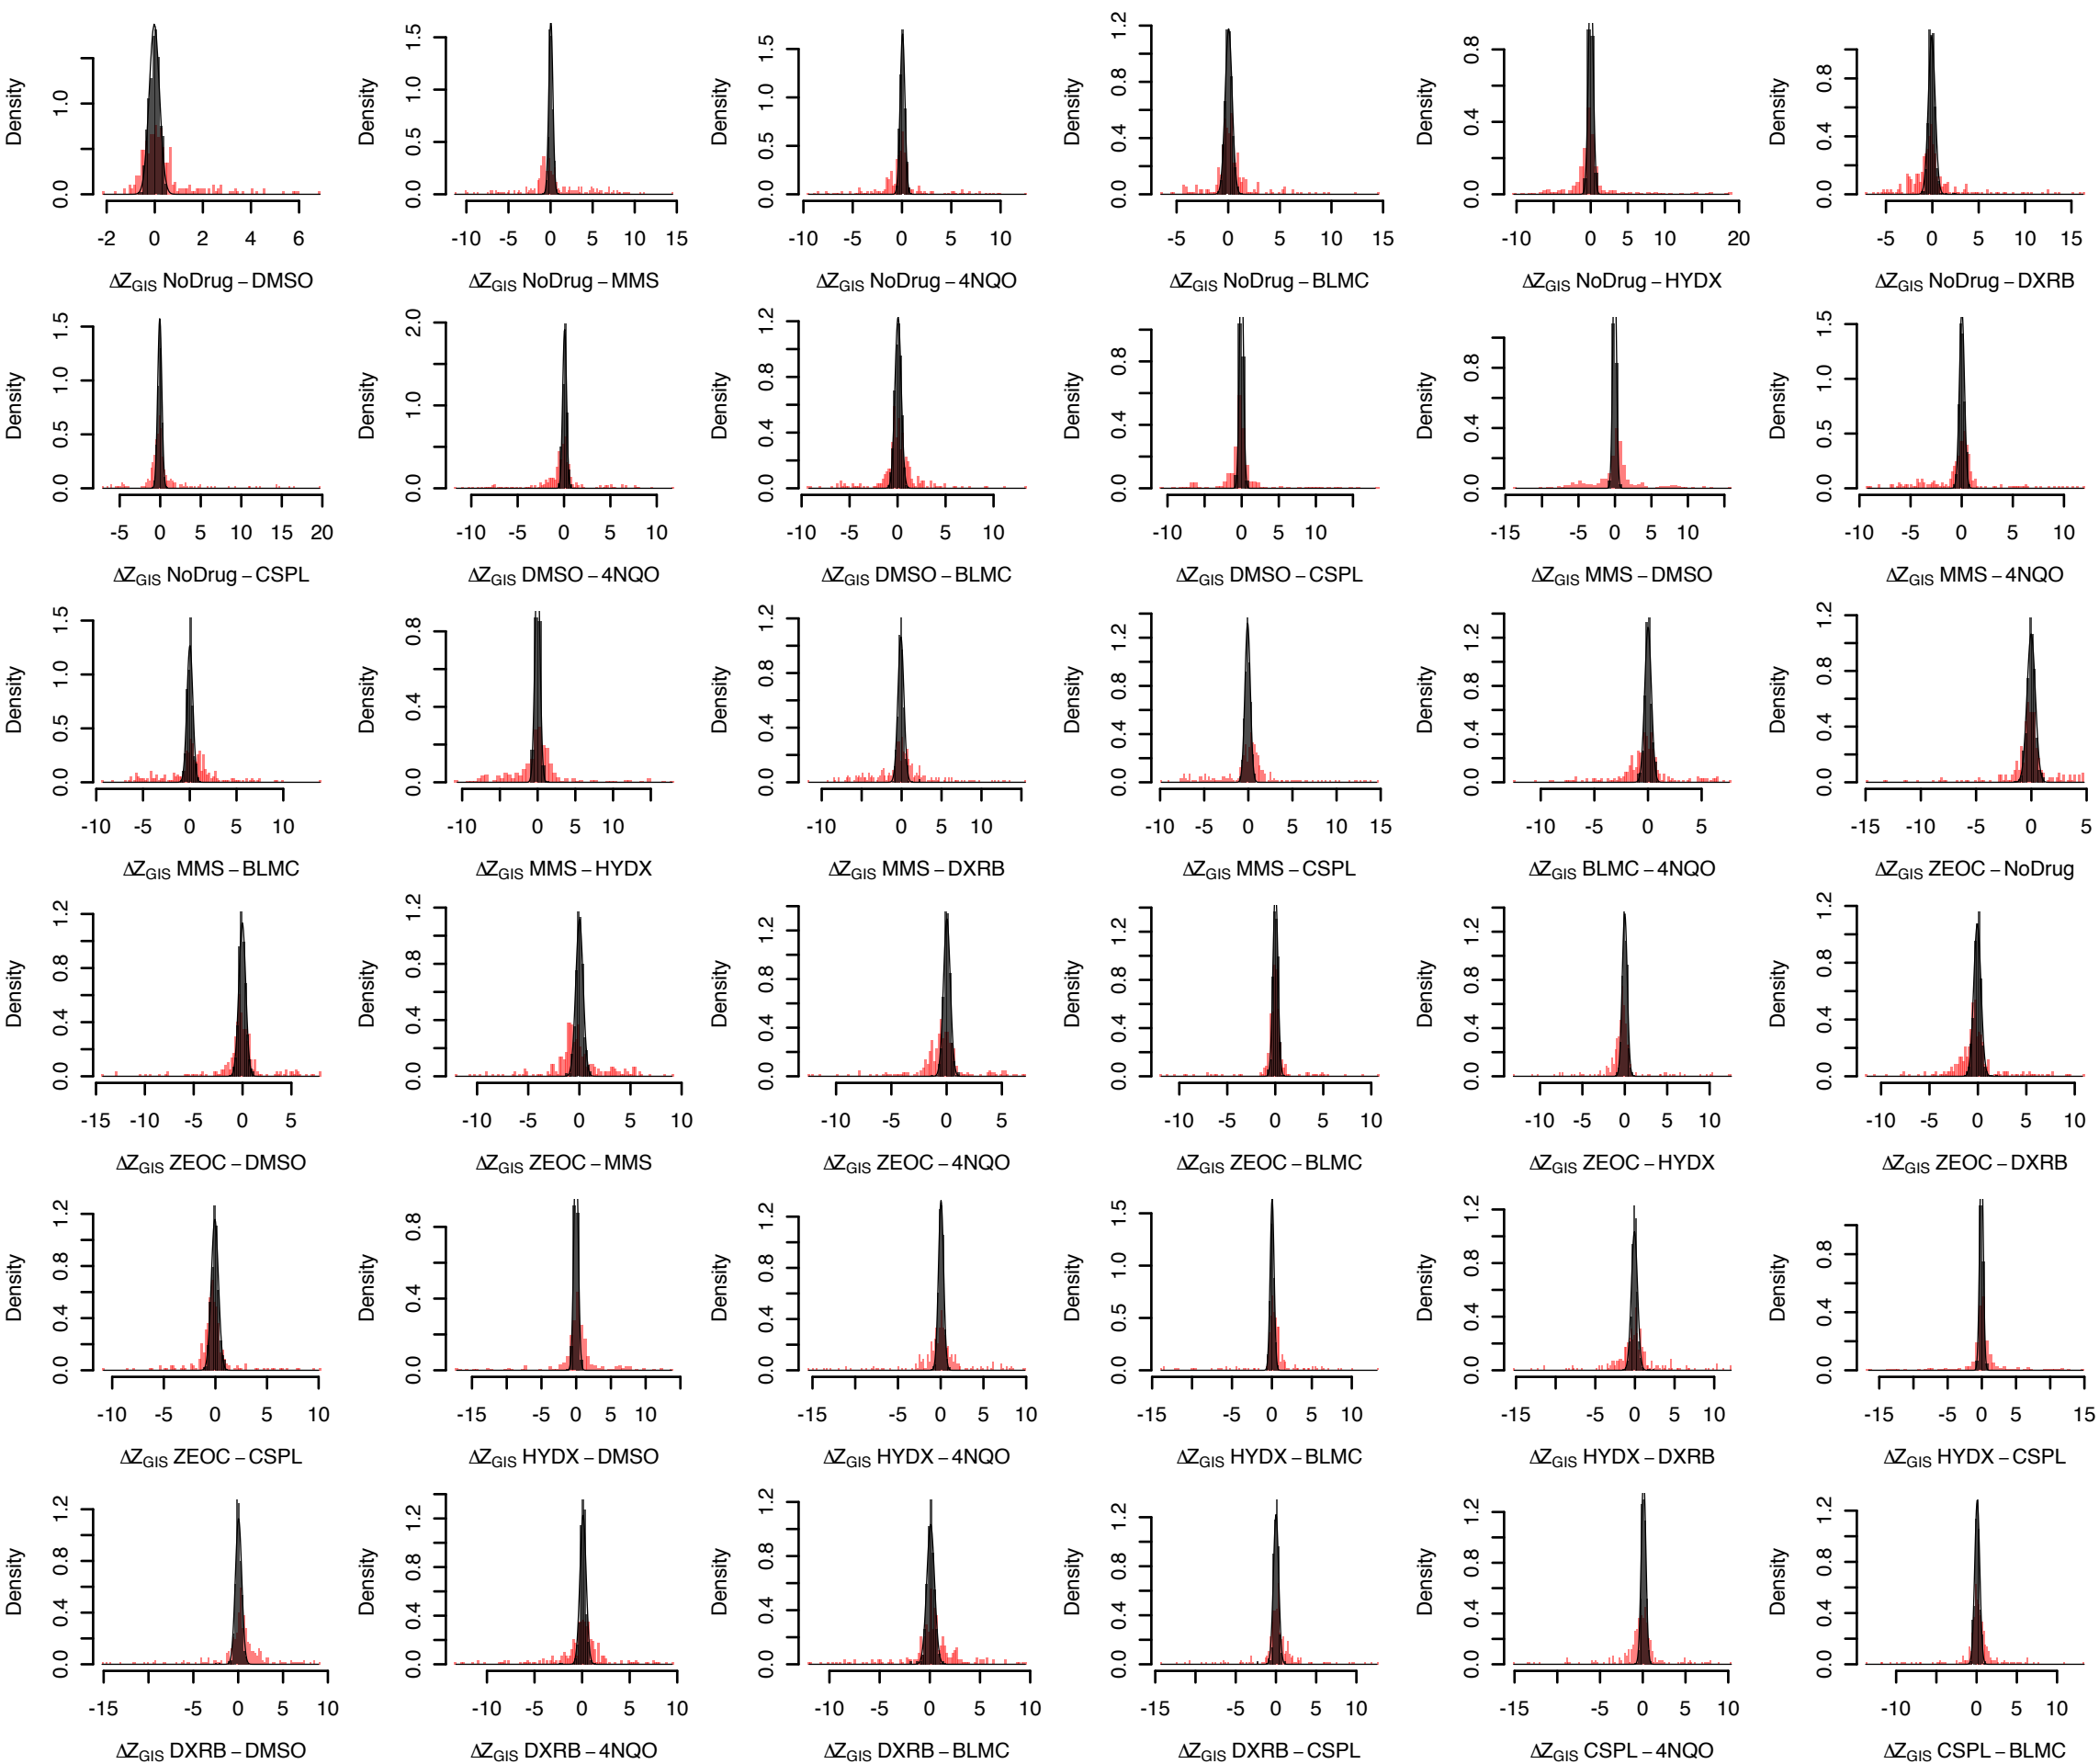 Density
0.0 1.0
-2 0 2 4 6
ΔZGIS NoDrug – DMSO
Density
0.0 0.5 1.0 1.5
-10 -5 0 5 10 15
ΔZGIS NoDrug – MMS
Density
0.0 0.5 1.0 1.5
-10 -5 0 5 10
ΔZGIS NoDrug – 4NQO
Density
0.0 0.4 0.8 1.2
-5 0 5 10 15
ΔZGIS NoDrug – BLMC
Density
0.0 0.4 0.8
-10 0 5 10 20
ΔZGIS NoDrug – HYDX
Density
0.0 0.4 0.8
-5 0 5 10 15
ΔZGIS NoDrug – DXRB
Density
0.0 0.5 1.0 1.5
-5 0 5 10 15 20
ΔZGIS NoDrug – CSPL
Density
0.0 1.0 2.0
-10 -5 0 5 10
ΔZGIS DMSO – 4NQO
Density
0.0 0.4 0.8 1.2
-10 -5 0 5 10
ΔZGIS DMSO – BLMC
Density
0.0 0.4 0.8
-10 0 5 10
ΔZGIS DMSO – CSPL
Density
0.0 0.4 0.8
-15 -5 0 5 10
ΔZGIS MMS – DMSO
Density
0.0 0.5 1.0 1.5
-10 -5 0 5 10
ΔZGIS MMS – 4NQO
Density
0.0 0.5 1.0 1.5
-10 -5 0 5 10
ΔZGIS MMS – BLMC
Density
0.0 0.4 0.8
-10 0 5 10
ΔZGIS MMS – HYDX
Density
0.0 0.4 0.8 1.2
-10 0 5 10
ΔZGIS MMS – DXRB
Density
0.0 0.4 0.8 1.2
-10 -5 0 5 10 15
ΔZGIS MMS – CSPL
Density
0.0 0.4 0.8 1.2
-10 -5 0 5
ΔZGIS BLMC – 4NQO
Density
0.0 0.4 0.8 1.2
-15 -10 -5 0 5
ΔZGIS ZEOC – NoDrug
Density
0.0 0.4 0.8 1.2
-15 -10 -5 0 5
ΔZGIS ZEOC – DMSO
Density
0.0 0.4 0.8 1.2
-10 -5 0 5 10
ΔZGIS ZEOC – MMS
Density
0.0 0.4 0.8 1.2
-10 -5 0 5
ΔZGIS ZEOC – 4NQO
Density
0.0 0.4 0.8 1.2
-10 -5 0 5 10
ΔZGIS ZEOC – BLMC
Density
0.0 0.4 0.8 1.2
-10 -5 0 5 10
ΔZGIS ZEOC – HYDX
Density
0.0 0.4 0.8 1.2
-10 -5 0 5 10
ΔZGIS ZEOC – DXRB
Density
0.0 0.4 0.8 1.2
-10 -5 0 5 10
ΔZGIS ZEOC – CSPL
Density
0.0 0.4 0.8
-15 -5 0 5 10
ΔZGIS HYDX – DMSO
Density
0.0 0.4 0.8 1.2
-15 -5 0 5 10
ΔZGIS HYDX – 4NQO
Density
0.0 0.5 1.0 1.5
-15 -5 0 5 10
ΔZGIS HYDX – BLMC
Density
0.0 0.4 0.8 1.2
-15 -5 0 5 10
ΔZGIS HYDX – DXRB
Density
0.0 0.4 0.8
-15 -5 0 5 15
ΔZGIS HYDX – CSPL
Density
0.0 0.4 0.8 1.2
-15 -5 0 5 10
ΔZGIS DXRB – DMSO
Density
0.0 0.4 0.8 1.2
-10 -5 0 5 10
ΔZGIS DXRB – 4NQO
Density
0.0 0.4 0.8 1.2
-10 -5 0 5 10
ΔZGIS DXRB – BLMC
Density
0.0 0.4 0.8 1.2
-15 -5 0 5 10
ΔZGIS DXRB – CSPL
Density
0.0 0.4 0.8 1.2
-15 -5 0 5 10
ΔZGIS CSPL – 4NQO
Density
0.0 0.4 0.8 1.2
-10 0 5 10
ΔZGIS CSPL – BLMC